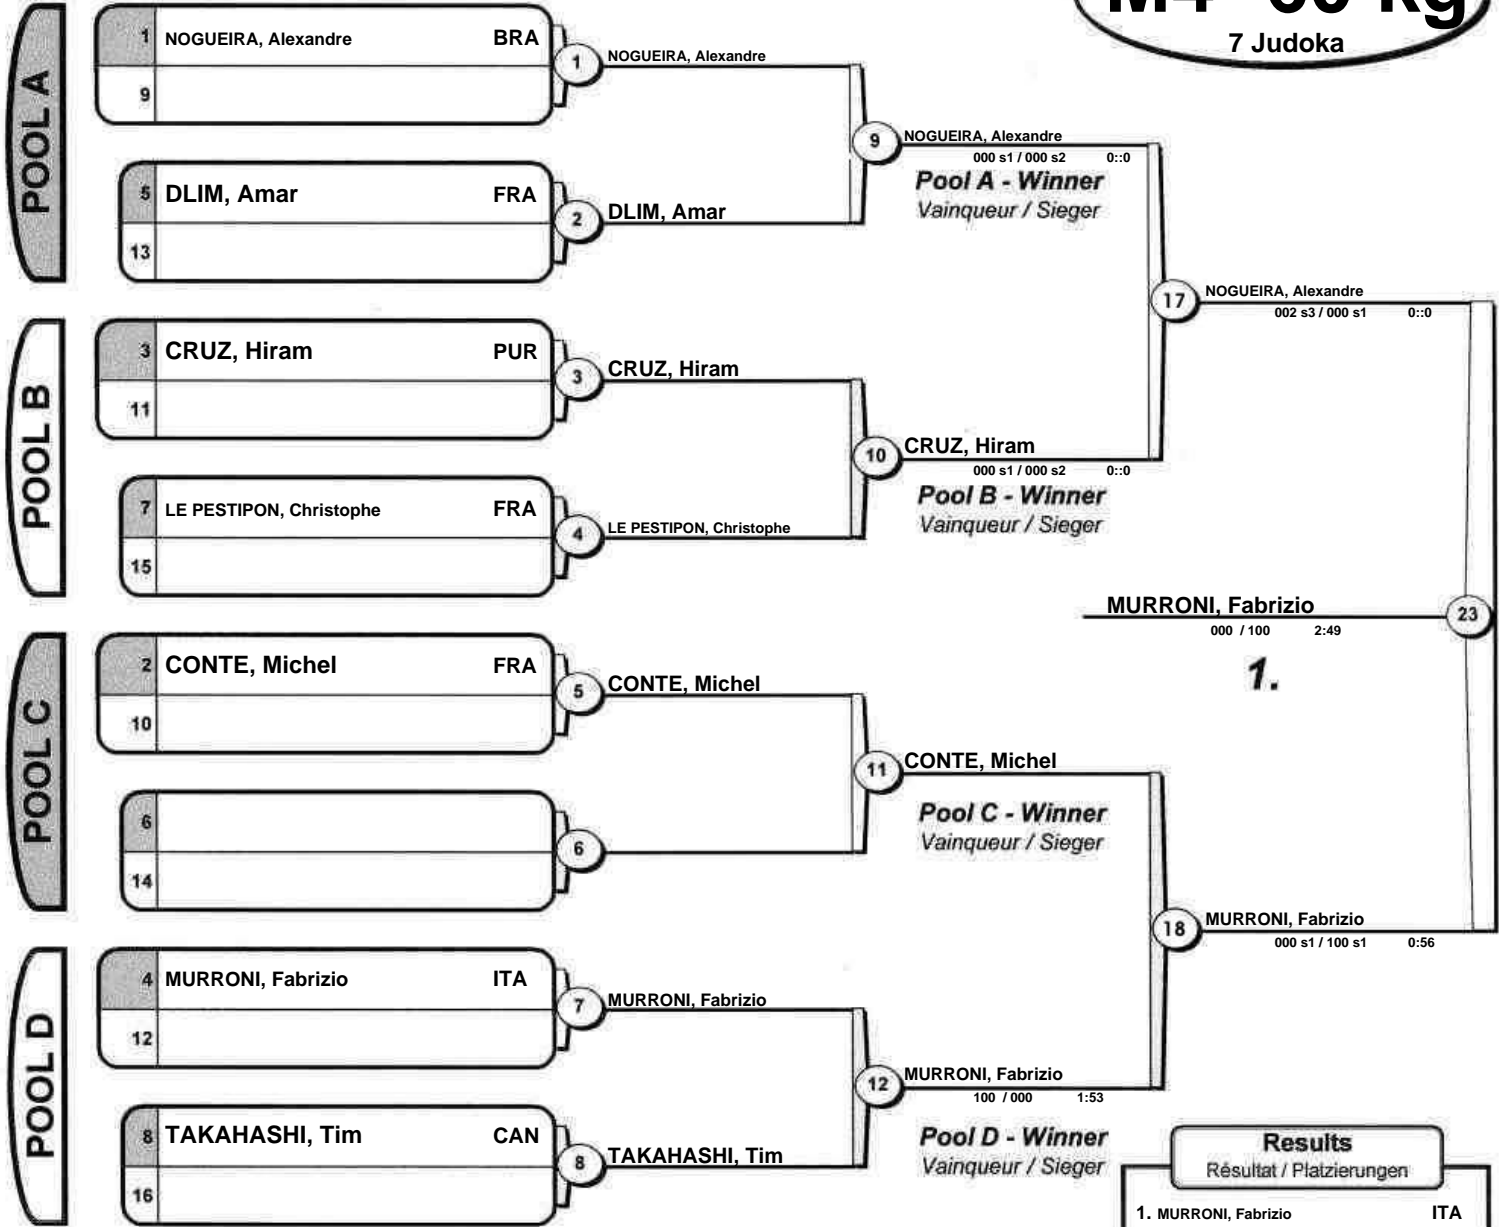 M4 -60 kg
7 Judoka
POOL A
1 NOGUEIRA, Alexandre BRA
9
1 NOGUEIRA, Alexandre
5 DLIM, Amar FRA
13
2 DLIM, Amar
9 NOGUEIRA, Alexandre
000 s1 / 000 s2 0::0
Pool A - Winner
Vainqueur / Sieger
POOL B
3 CRUZ, Hiram PUR
11
3 CRUZ, Hiram
7 LE PESTIPON, Christophe FRA
15
4 LE PESTIPON, Christophe
10 CRUZ, Hiram
000 s1 / 000 s2 0::0
Pool B - Winner
Vainqueur / Sieger
17 NOGUEIRA, Alexandre
002 s3 / 000 s1 0::0
MURRONI, Fabrizio 23
000 / 100 2:49
1.
POOL C
2 CONTE, Michel FRA
10
5 CONTE, Michel
6
14
6
11 CONTE, Michel
Pool C - Winner
Vainqueur / Sieger
POOL D
4 MURRONI, Fabrizio ITA
12
7 MURRONI, Fabrizio
8 TAKAHASHI, Tim CAN
16
8 TAKAHASHI, Tim
12 MURRONI, Fabrizio
100 / 000 1:53
Pool D - Winner
Vainqueur / Sieger
18 MURRONI, Fabrizio
000 s1 / 100 s1 0:56
Results
Résultat / Platzierungen
1. MURRONI, Fabrizio ITA